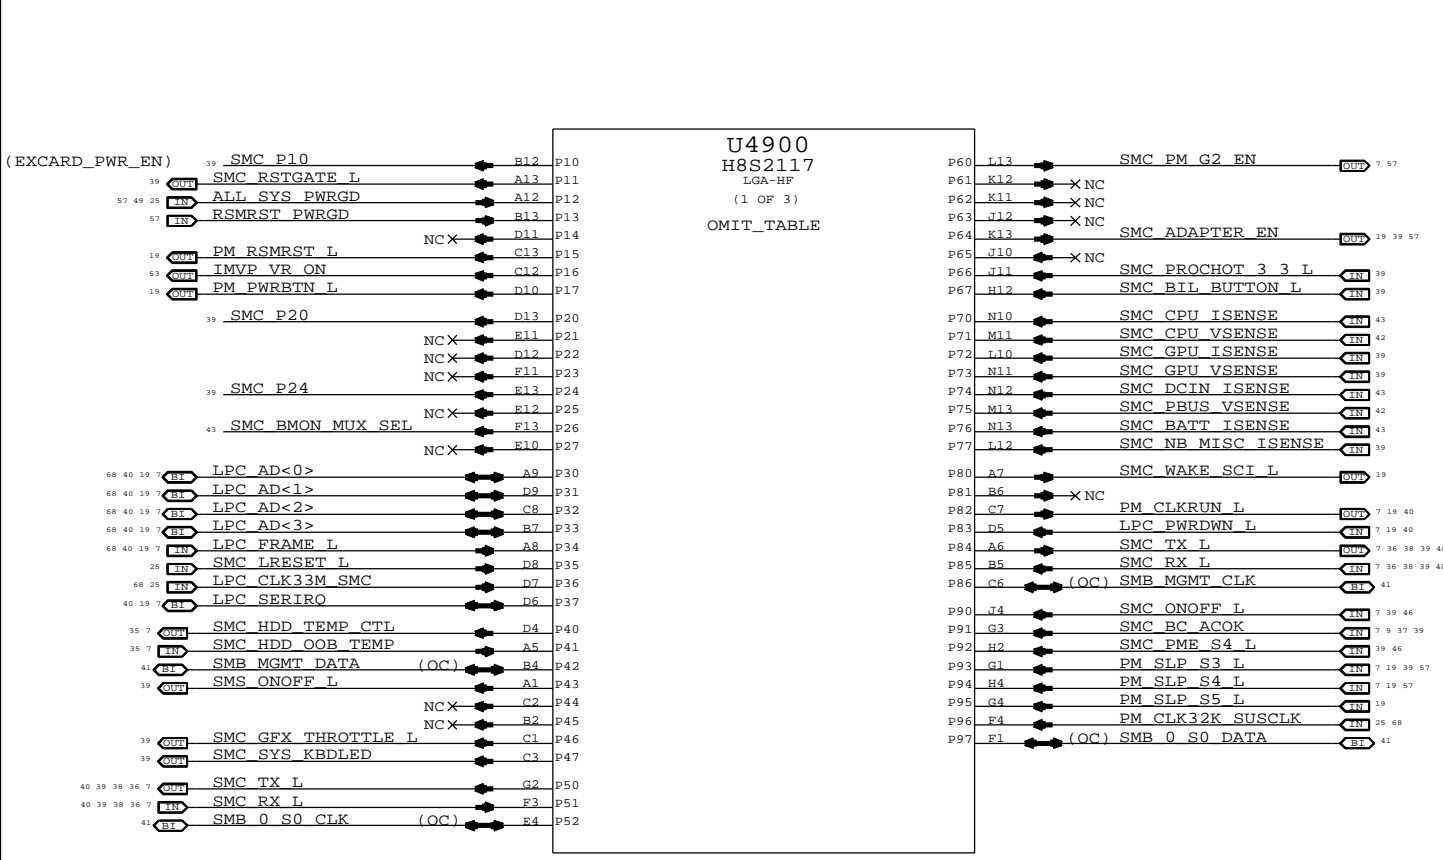 U4900
H8S2117
LGA-HF
(1 OF 3)
OMIT_TABLE
(EXCARD_PWR_EN) 39 SMC_P10 B12 P10
39 OUT SMC_RSTGATE_L A13 P11
57 49 25 IN ALL_SYS_PWRGD A12 P12
57 IN RSMRST_PWRGD B13 P13
NC D11 P14
19 OUT PM_RSMRST_L C13 P15
53 OUT IMVP_VR_ON C12 P16
19 OUT PM_PWRBTN_L D10 P17
39 SMC_P20 D13 P20
NC E11 P21
NC D12 P22
NC F11 P23
39 SMC_P24 E13 P24
NC E12 P25
43 SMC_BMON_MUX_SEL F13 P26
NC E10 P27
68 40 19 7 BI LPC_AD<0> A9 P30
68 40 19 7 BI LPC_AD<1> D9 P31
68 40 19 7 BI LPC_AD<2> C8 P32
68 40 19 7 BI LPC_AD<3> B7 P33
68 40 19 7 IN LPC_FRAME_L A8 P34
25 IN SMC_LRESET_L D8 P35
68 25 IN LPC_CLK33M_SMC D7 P36
40 19 7 BI LPC_SERIRQ D6 P37
35 7 OUT SMC_HDD_TEMP_CTL D4 P40
35 7 IN SMC_HDD_OOB_TEMP A5 P41
41 BI SMB_MGMT_DATA (OC) B4 P42
39 OUT SMS_ONOFF_L A1 P43
NC C2 P44
NC B2 P45
39 OUT SMC_GFX_THROTTLE_L C1 P46
39 OUT SMC_SYS_KBDLED C3 P47
40 39 38 36 7 OUT SMC_TX_L G2 P50
40 39 38 36 7 IN SMC_RX_L F3 P51
41 BI SMB_0_S0_CLK (OC) E4 P52
P60 L13 SMC_PM_G2_EN OUT 7 57
P61 K12 NC
P62 K11 NC
P63 J12 NC
P64 K13 SMC_ADAPTER_EN OUT 19 39 57
P65 J10 NC
P66 J11 SMC_PROCHOT_3_3_L IN 39
P67 H12 SMC_BIL_BUTTON_L IN 39
P70 N10 SMC_CPU_ISENSE IN 43
P71 M11 SMC_CPU_VSENSE IN 42
P72 L10 SMC_GPU_ISENSE IN 39
P73 N11 SMC_GPU_VSENSE IN 39
P74 N12 SMC_DCIN_ISENSE IN 43
P75 M13 SMC_PBUS_VSENSE IN 42
P76 N13 SMC_BATT_ISENSE IN 43
P77 L12 SMC_NB_MISC_ISENSE IN 39
P80 A7 SMC_WAKE_SCI_L OUT 19
P81 B6 NC
P82 C7 PM_CLKRUN_L OUT 7 19 40
P83 D5 LPC_PWRDWN_L IN 7 19 40
P84 A6 SMC_TX_L OUT 7 36 38 39 40
P85 B5 SMC_RX_L IN 7 36 38 39 40
P86 C6 (OC) SMB_MGMT_CLK BI 41
P90 J4 SMC_ONOFF_L IN 7 39 46
P91 G3 SMC_BC_ACOK IN 7 9 37 39
P92 H2 SMC_PME_S4_L IN 39 46
P93 G1 PM_SLP_S3_L IN 7 19 39 57
P94 H4 PM_SLP_S4_L IN 7 19 57
P95 G4 PM_SLP_S5_L IN 19
P96 F4 PM_CLK32K_SUSCLK IN 25 68
P97 F1 (OC) SMB_0_S0_DATA BI 41